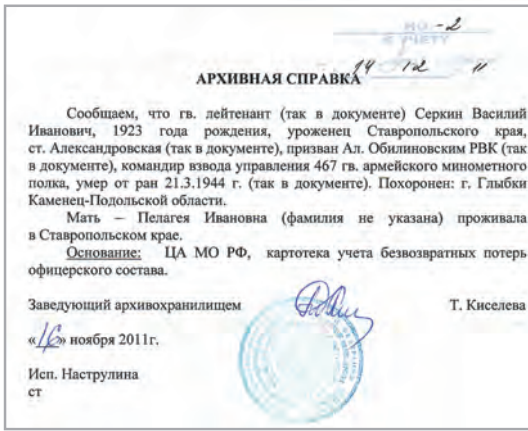 - 2
К УЧЕТУ
14 12 11
АРХИВНАЯ СПРАВКА
Сообщаем, что гв. лейтенант (так в документе) Серкин Василий
Иванович, 1923 года рождения, уроженец Ставропольского края,
ст. Александровская (так в документе), призван Ал. Обилиновским РВК (так
в документе), командир взвода управления 467 гв. армейского минометного
полка, умер от ран 21.3.1944 г. (так в документе). Похоронен: г. Глыбки
Каменец-Подольской области.
Мать – Пелагея Ивановна (фамилия не указана) проживала
в Ставропольском крае.
Основание: ЦА МО РФ, картотека учета безвозвратных потерь
офицерского состава.
Заведующий архивохранилищем Т. Киселева
«16» ноября 2011г.
Исп. Наструлина
ст